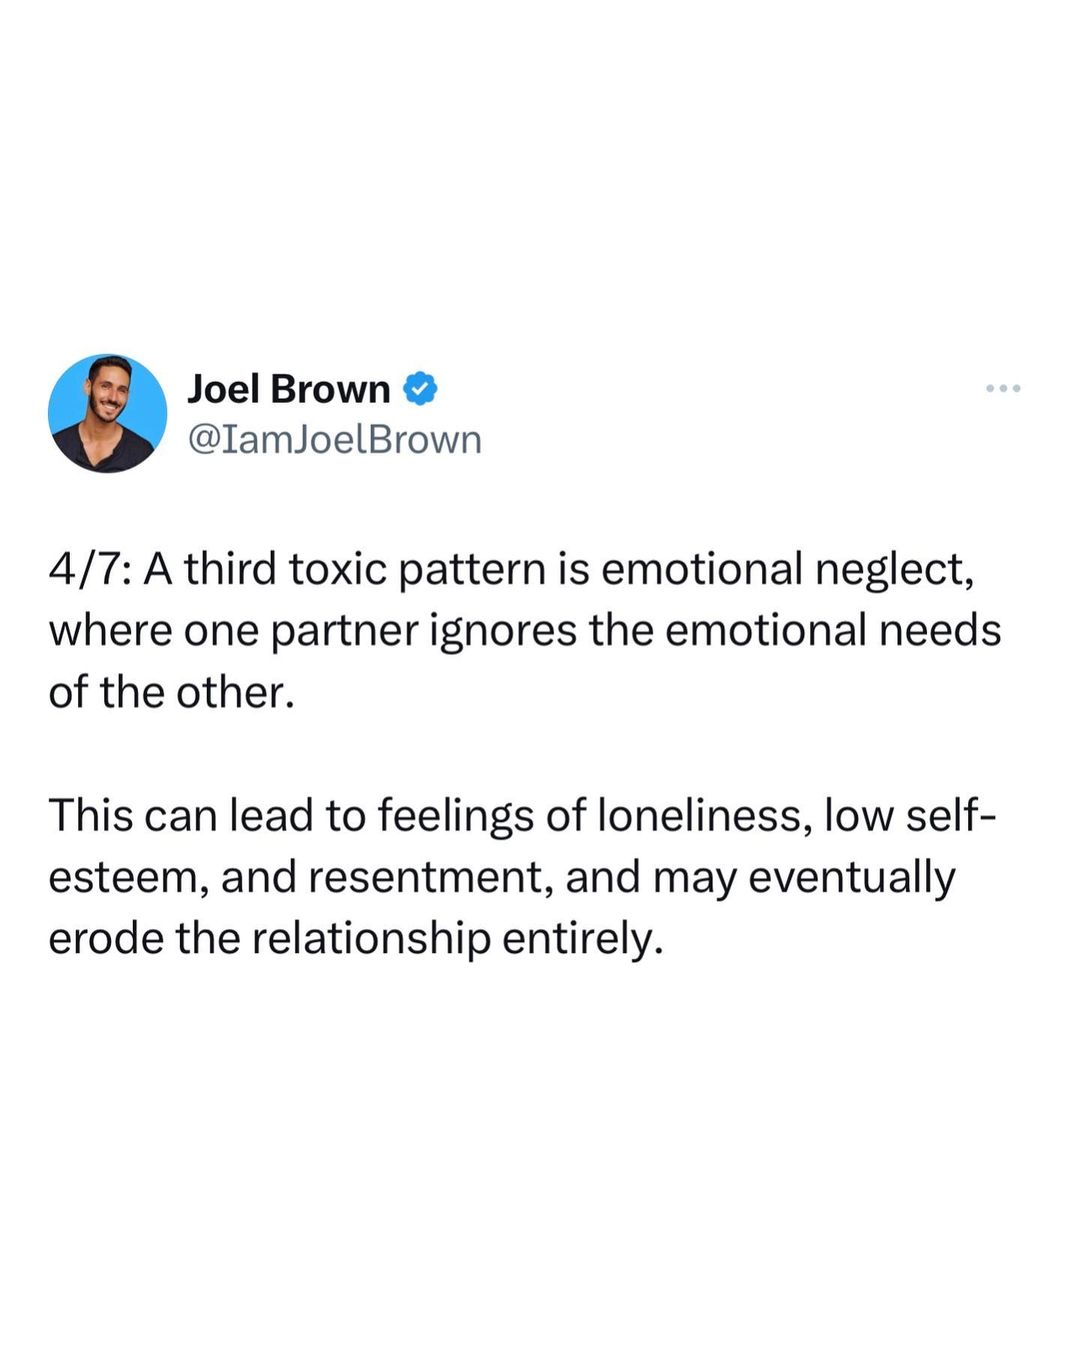 Joel Brown
@IamJoelBrown
4/7: A third toxic pattern is emotional neglect,
where one partner ignores the emotional needs
of the other.
This can lead to feelings of loneliness, low self-
esteem, and resentment, and may eventually
erode the relationship entirely.